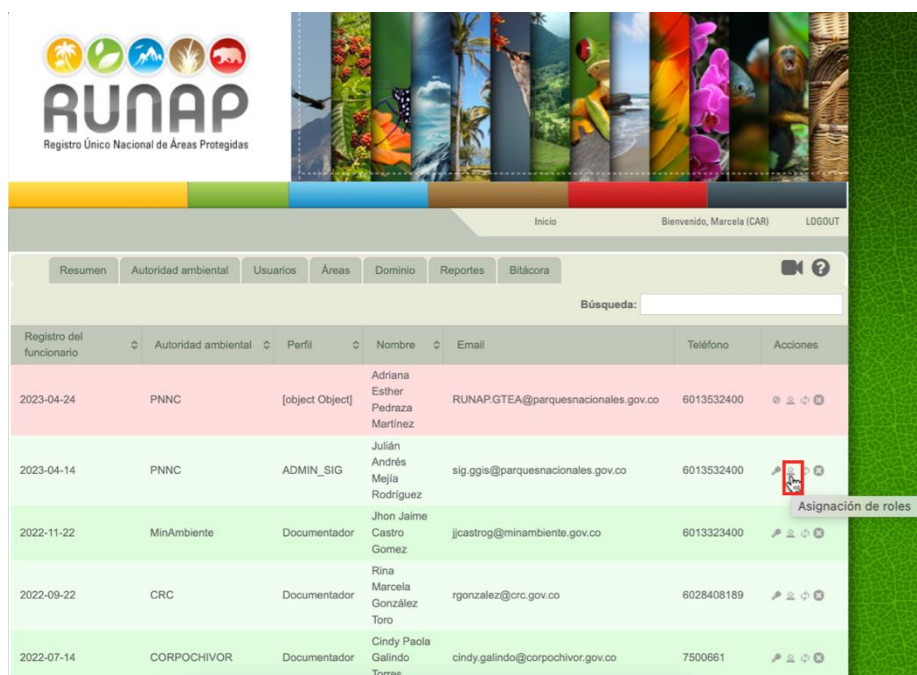 RUNAP
Registro Único Nacional de Áreas Protegidas
Inicio
Bienvenido, Marcela (CAR)
LOGOUT
Resumen
Autoridad ambiental
Usuarios
Áreas
Dominio
Reportes
Bitácora
Búsqueda:
Registro del
funcionario
Autoridad ambiental
Perfil
Nombre
Email
Teléfono
Acciones
2023-04-24
PNNC
[object Object]
Adriana
Esther
Pedraza
Martínez
RUNAP.GTEA@parquesnacionales.gov.co
6013532400
2023-04-14
PNNC
ADMIN_SIG
Julián
Andrés
Mejía
Rodríguez
sig.ggis@parquesnacionales.gov.co
6013532400
Asignación de roles
2022-11-22
MinAmbiente
Documentador
Jhon Jaime
Castro
Gomez
jjcastrog@minambiente.gov.co
6013323400
2022-09-22
CRC
Documentador
Rina
Marcela
González
Toro
rgonzalez@crc.gov.co
6028408189
2022-07-14
CORPOCHIVOR
Documentador
Cindy Paola
Galindo
Torres
cindy.galindo@corpochivor.gov.co
7500661